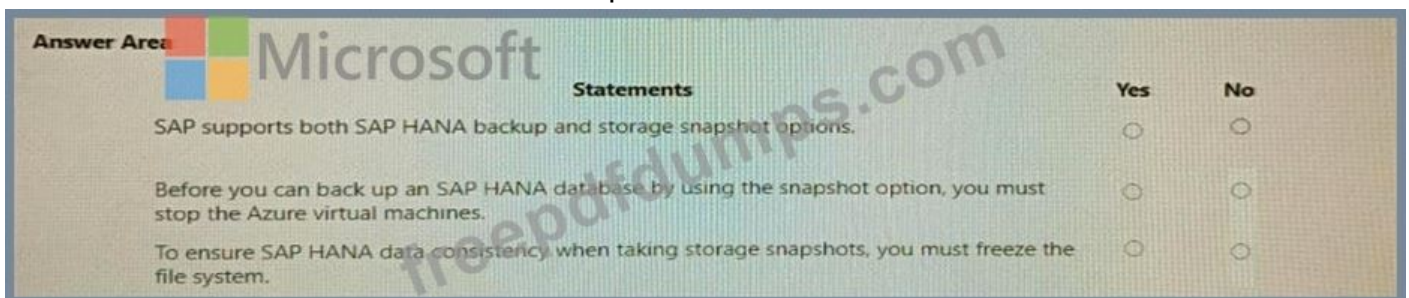 Answer Area
Microsoft
Statements Yes No
SAP supports both SAP HANA backup and storage snapshot options.
Before you can back up an SAP HANA database by using the snapshot option, you must
stop the Azure virtual machines.
To ensure SAP HANA data consistency when taking storage snapshots, you must freeze the
file system.
freepdfdumps.com